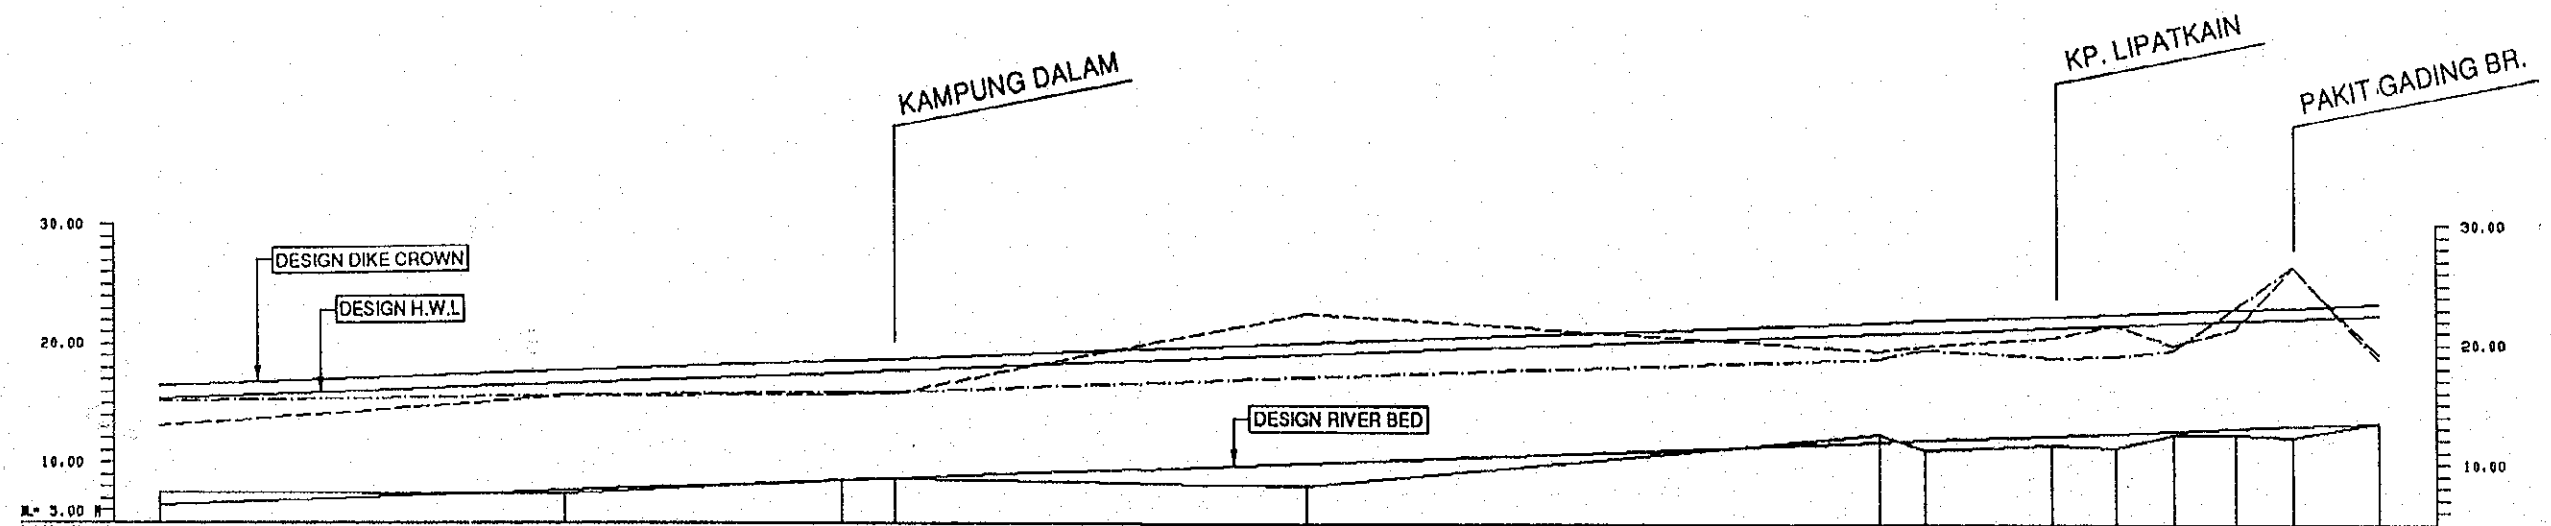 KAMPUNG DALAM
KP. LIPATKAIN
PAKIT GADING BR.
30.00
30.00
DESIGN DIKE CROWN
DESIGN H.W.L
20.00
20.00
DESIGN RIVER BED
10.00
10.00